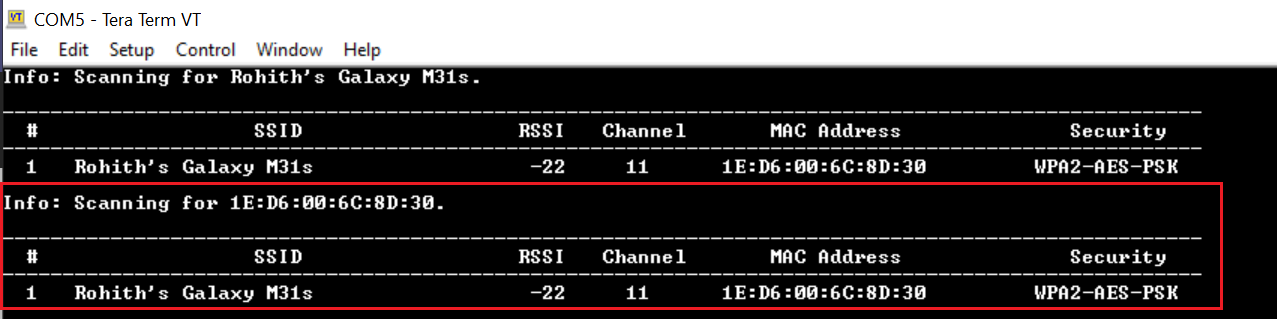 VT COM5 - Tera Term VT
File Edit Setup Control Window Help
Info: Scanning for Rohith's Galaxy M31s.
# SSID RSSI Channel MAC Address Security
1 Rohith's Galaxy M31s -22 11 1E:D6:00:6C:8D:30 WPA2-AES-PSK
Info: Scanning for 1E:D6:00:6C:8D:30.
# SSID RSSI Channel MAC Address Security
1 Rohith's Galaxy M31s -22 11 1E:D6:00:6C:8D:30 WPA2-AES-PSK